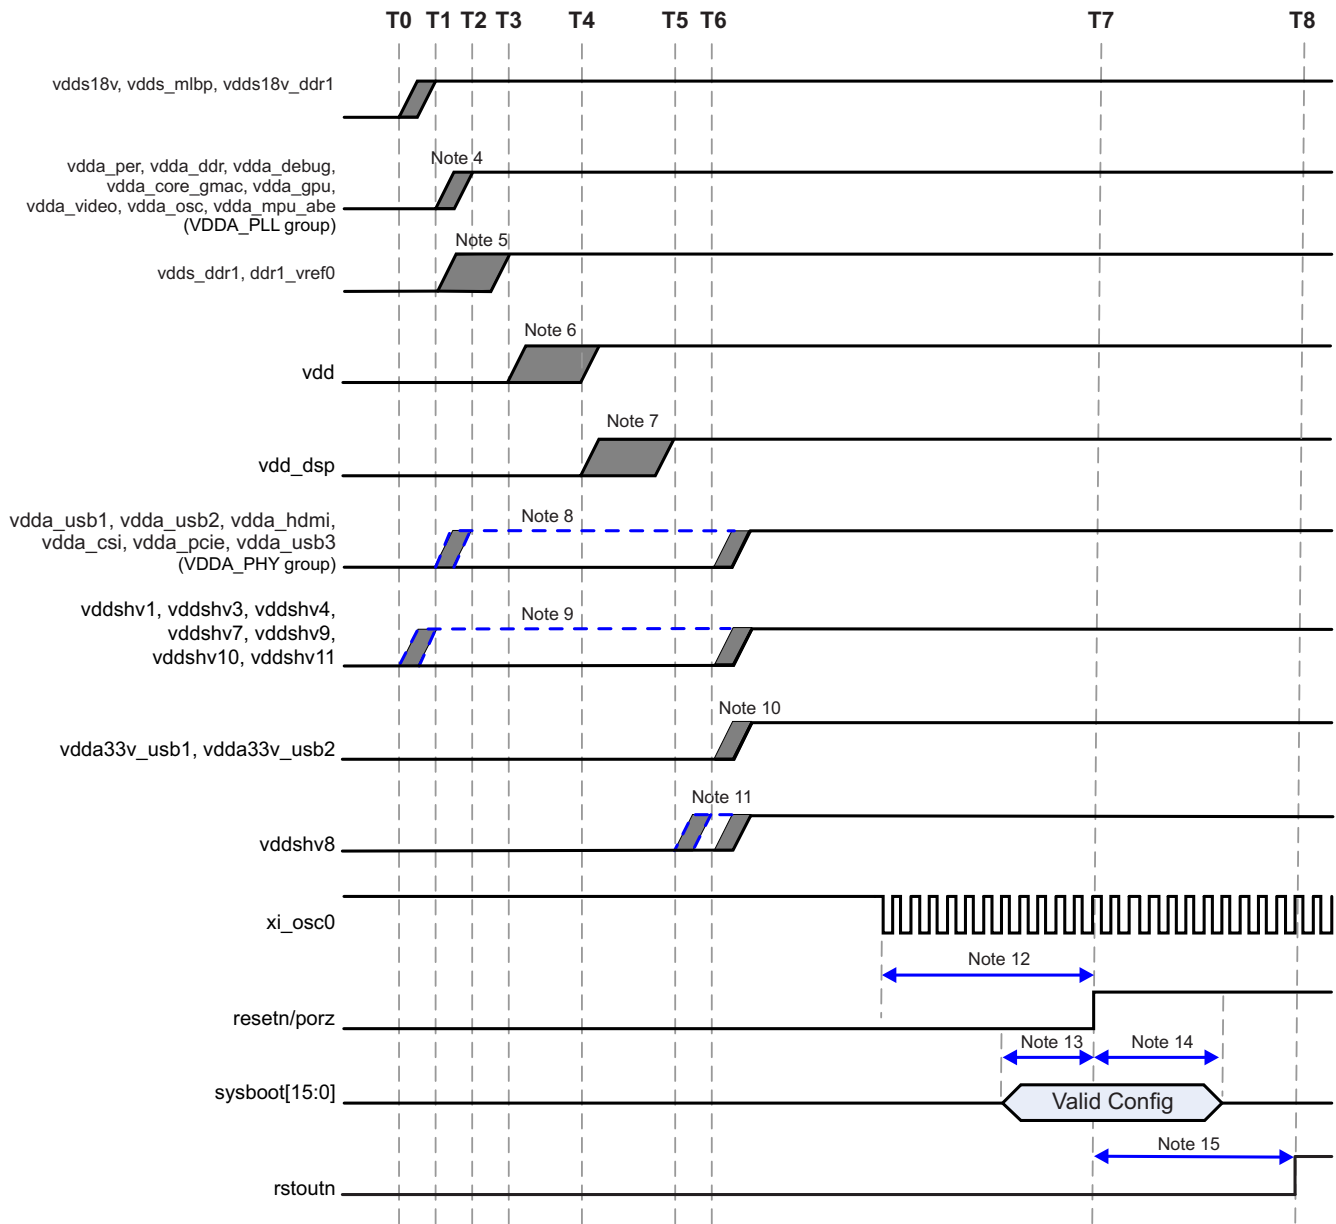 T0 T1 T2 T3 T4 T5 T6 T7 T8
vdds18v, vdds_mlbp, vdds18v_ddr1
Note 4
vdda_per, vdda_ddr, vdda_debug,
vdda_core_gmac, vdda_gpu,
vdda_video, vdda_osc, vdda_mpu_abe
(VDDA_PLL group)
Note 5
vdds_ddr1, ddr1_vref0
Note 6
vdd
Note 7
vdd_dsp
Note 8
vdda_usb1, vdda_usb2, vdda_hdmi,
vdda_csi, vdda_pcie, vdda_usb3
(VDDA_PHY group)
Note 9
vddshv1, vddshv3, vddshv4,
vddshv7, vddshv9,
vddshv10, vddshv11
Note 10
vdda33v_usb1, vdda33v_usb2
Note 11
vddshv8
xi_osc0
Note 12
resetn/porz
Note 13 Note 14
sysboot[15:0]
Valid Config
Note 15
rstoutn